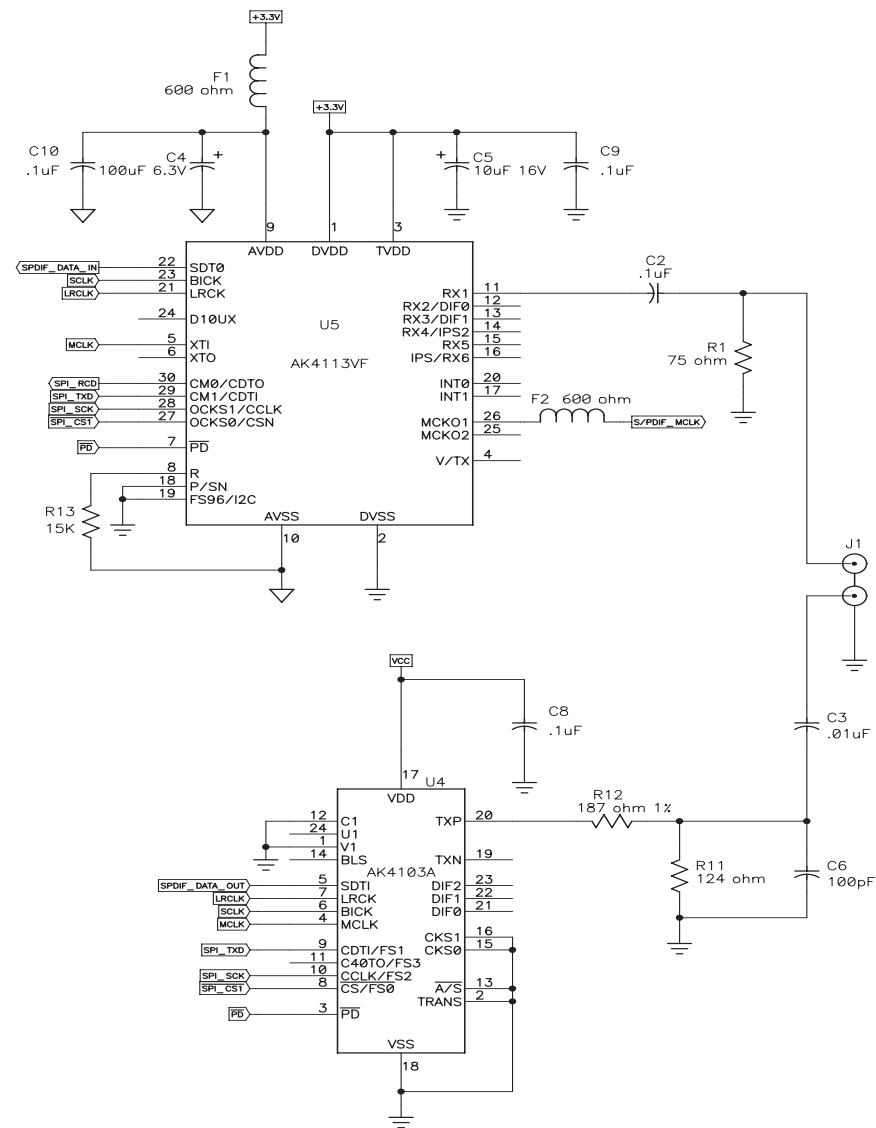 +3.3V
F1
600 ohm
+3.3V
C10
.1uF
C4
100uF 6.3V
+
+
C5
10uF 16V
C9
.1uF
9
1
3
AVDD
DVDD
TVDD
SPDIF_DATA_IN
22
SDT0
SCLK
23
BICK
LRCLK
21
LRCK
24
D10UX
MCLK
5
XTI
6
XTO
SPI_RCD
30
CM0/CDTO
SPI_TXD
29
CM1/CDTI
SPI_SCK
28
OCKS1/CCLK
SPI_CS1
27
OCKS0/CSN
PD
7
PD
8
R
18
P/SN
19
FS96/I2C
R13
15K
U5
AK4113VF
RX1
11
RX2/DIF0
12
RX3/DIF1
13
RX4/IPS2
14
RX5
15
IPS/RX6
16
INT0
20
INT1
17
MCKO1
26
MCKO2
25
V/TX
4
AVSS
DVSS
10
2
C2
.1uF
R1
75 ohm
F2 600 ohm
S/PDIF_MCLK
J1
VCC
C8
.1uF
C3
.01uF
17
U4
VDD
12
C1
24
U1
1
V1
14
BLS
AK4103A
SPDIF_DATA_OUT
5
SDTI
LRCLK
7
LRCK
SCLK
6
BICK
MCLK
4
MCLK
SPI_TXD
9
CDTI/FS1
11
C40TO/FS3
SPI_SCK
10
CCLK/FS2
SPI_CS1
8
CS/FS0
PD
3
PD
TXP
20
TXN
19
DIF2
23
DIF1
22
DIF0
21
CKS1
16
CKS0
15
A/S
13
TRANS
2
VSS
18
R12
187 ohm 1%
R11
124 ohm
C6
100pF